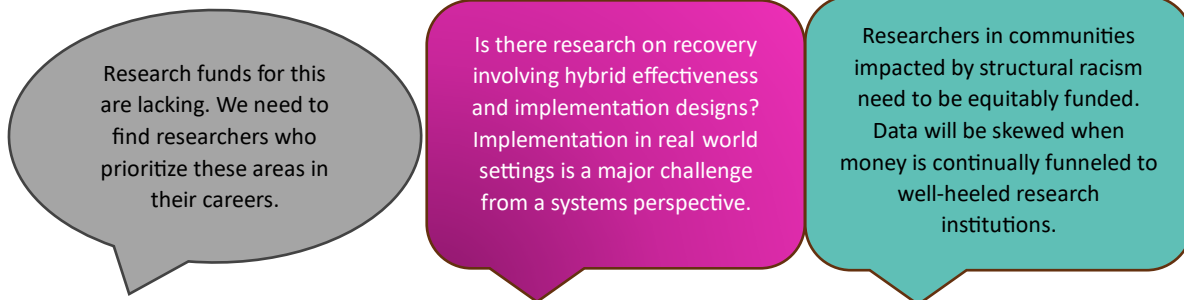 Research funds for this
are lacking. We need to
find researchers who
prioritize these areas in
their careers.
Is there research on recovery
involving hybrid effectiveness
and implementation designs?
Implementation in real world
settings is a major challenge
from a systems perspective.
Researchers in communities
impacted by structural racism
need to be equitably funded.
Data will be skewed when
money is continually funneled to
well-heeled research
institutions.